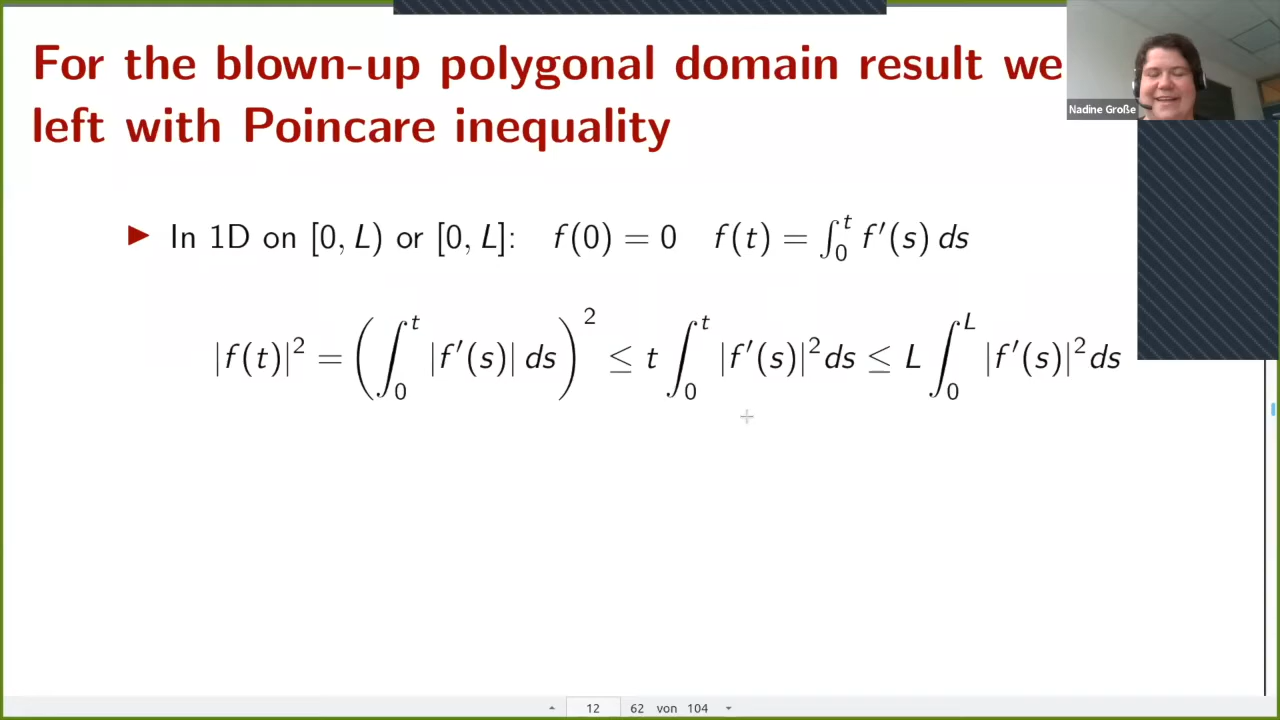 For the blown-up polygonal domain result we
left with Poincare inequality
Nadine Große
▶ In 1D on [0, L) or [0, L]: f(0) = 0 f(t) = ∫₀ᵗ f′(s) ds
|f(t)|² = (∫₀ᵗ |f′(s)| ds)² ≤ t ∫₀ᵗ |f′(s)|² ds ≤ L ∫₀ᴸ |f′(s)|² ds
12 62 von 104